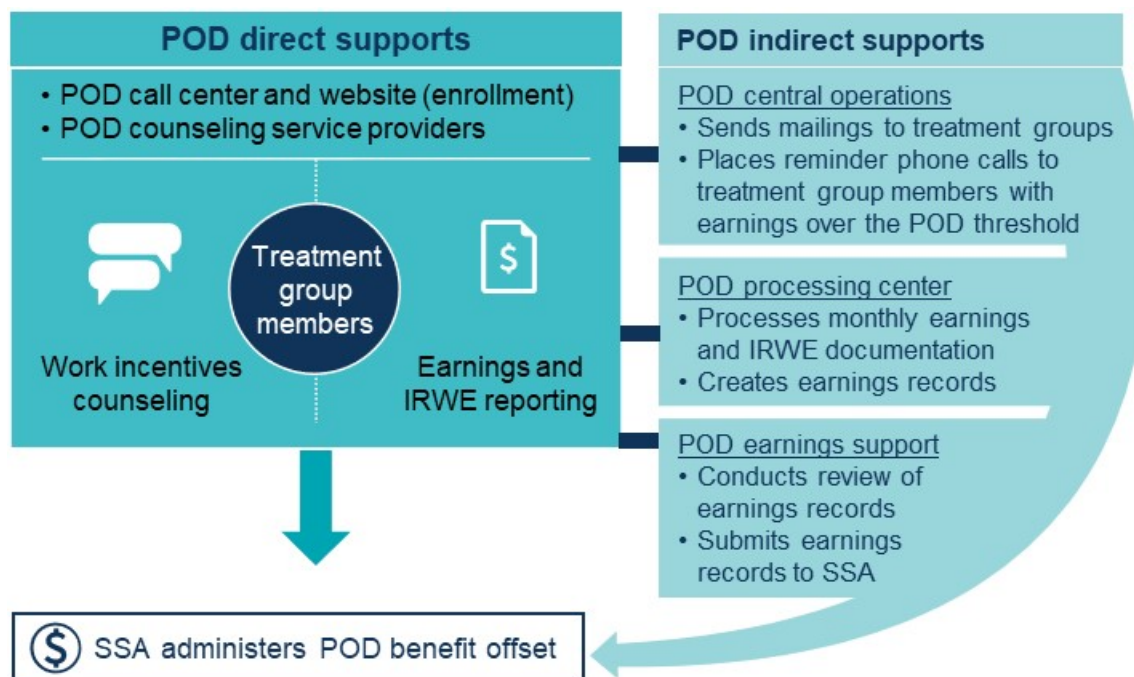 POD direct supports
• POD call center and website (enrollment)
• POD counseling service providers
Treatment
group
members
Work incentives
counseling
$
Earnings and
IRWE reporting
POD indirect supports
POD central operations
• Sends mailings to treatment groups
• Places reminder phone calls to
treatment group members with
earnings over the POD threshold
POD processing center
• Processes monthly earnings
and IRWE documentation
• Creates earnings records
POD earnings support
• Conducts review of
earnings records
• Submits earnings
records to SSA
$ SSA administers POD benefit offset